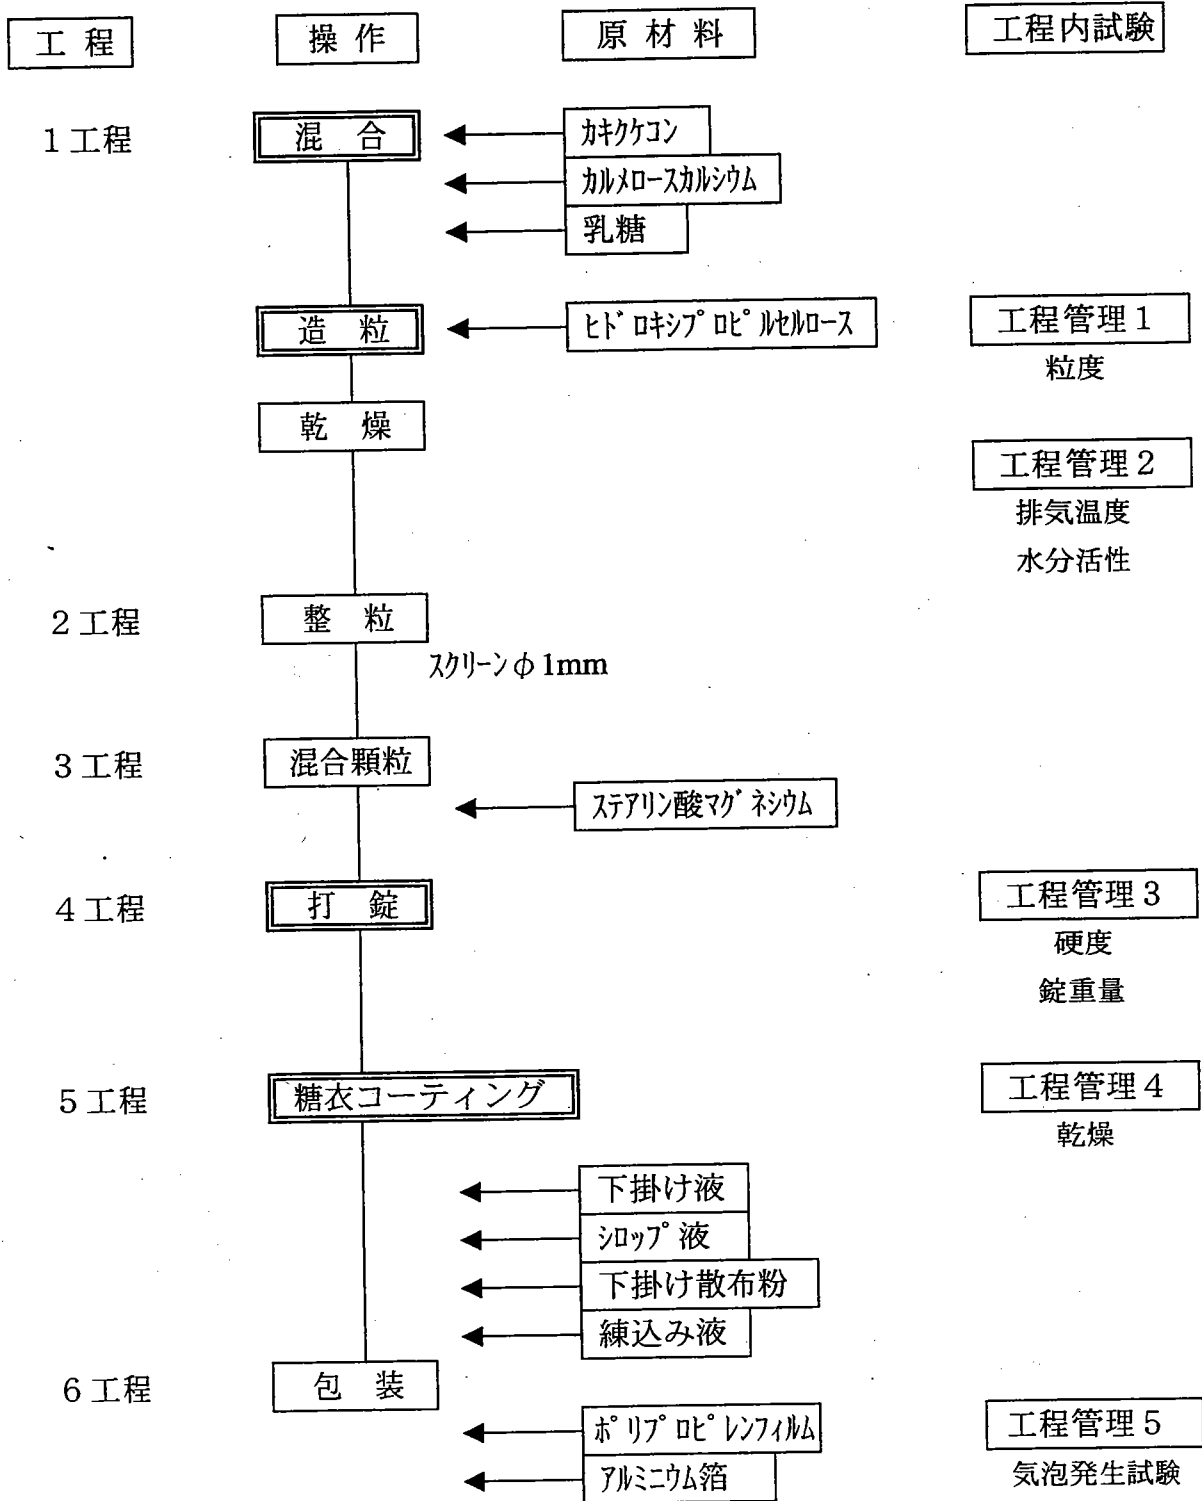 工程 操作 原材料 工程内試験
1工程 混合 ｶｷｸｹｺﾝ
ｶﾙﾒﾛｰｽｶﾙｼｳﾑ
乳糖
造粒 ﾋﾄﾞﾛｷｼﾌﾟﾛﾋﾟﾙｾﾙﾛｰｽ 工程管理1
粒度
乾燥
工程管理2
排気温度
水分活性
2工程 整粒
ｽｸﾘｰﾝφ1mm
3工程 混合顆粒
ｽﾃｱﾘﾝ酸ﾏｸﾞﾈｼｳﾑ
4工程 打錠 工程管理3
硬度
錠重量
5工程 糖衣コーティング 工程管理4
乾燥
下掛け液
ｼﾛｯﾌﾟ液
下掛け散布粉
練込み液
6工程 包装
ﾎﾟﾘﾌﾟﾛﾋﾟﾚﾝﾌｨﾙﾑ 工程管理5
ｱﾙﾐﾆｳﾑ箔 気泡発生試験